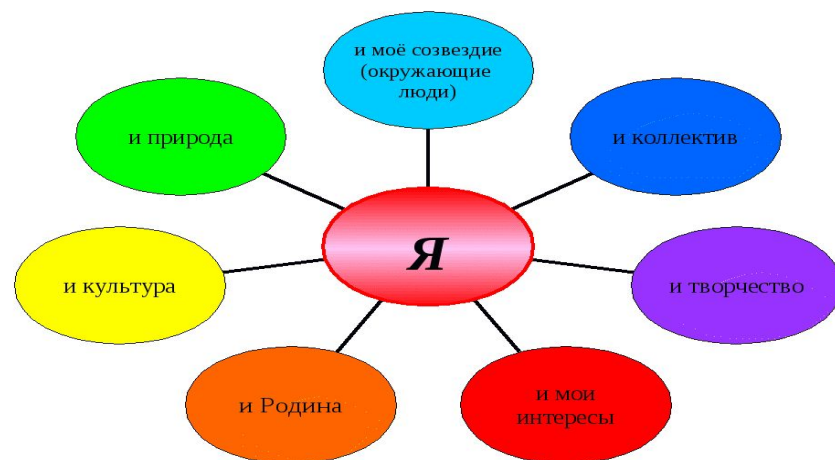 и моё созвездие
(окружающие
люди)
и природа
и коллектив
Я
и культура
и творчество
и Родина
и мои
интересы